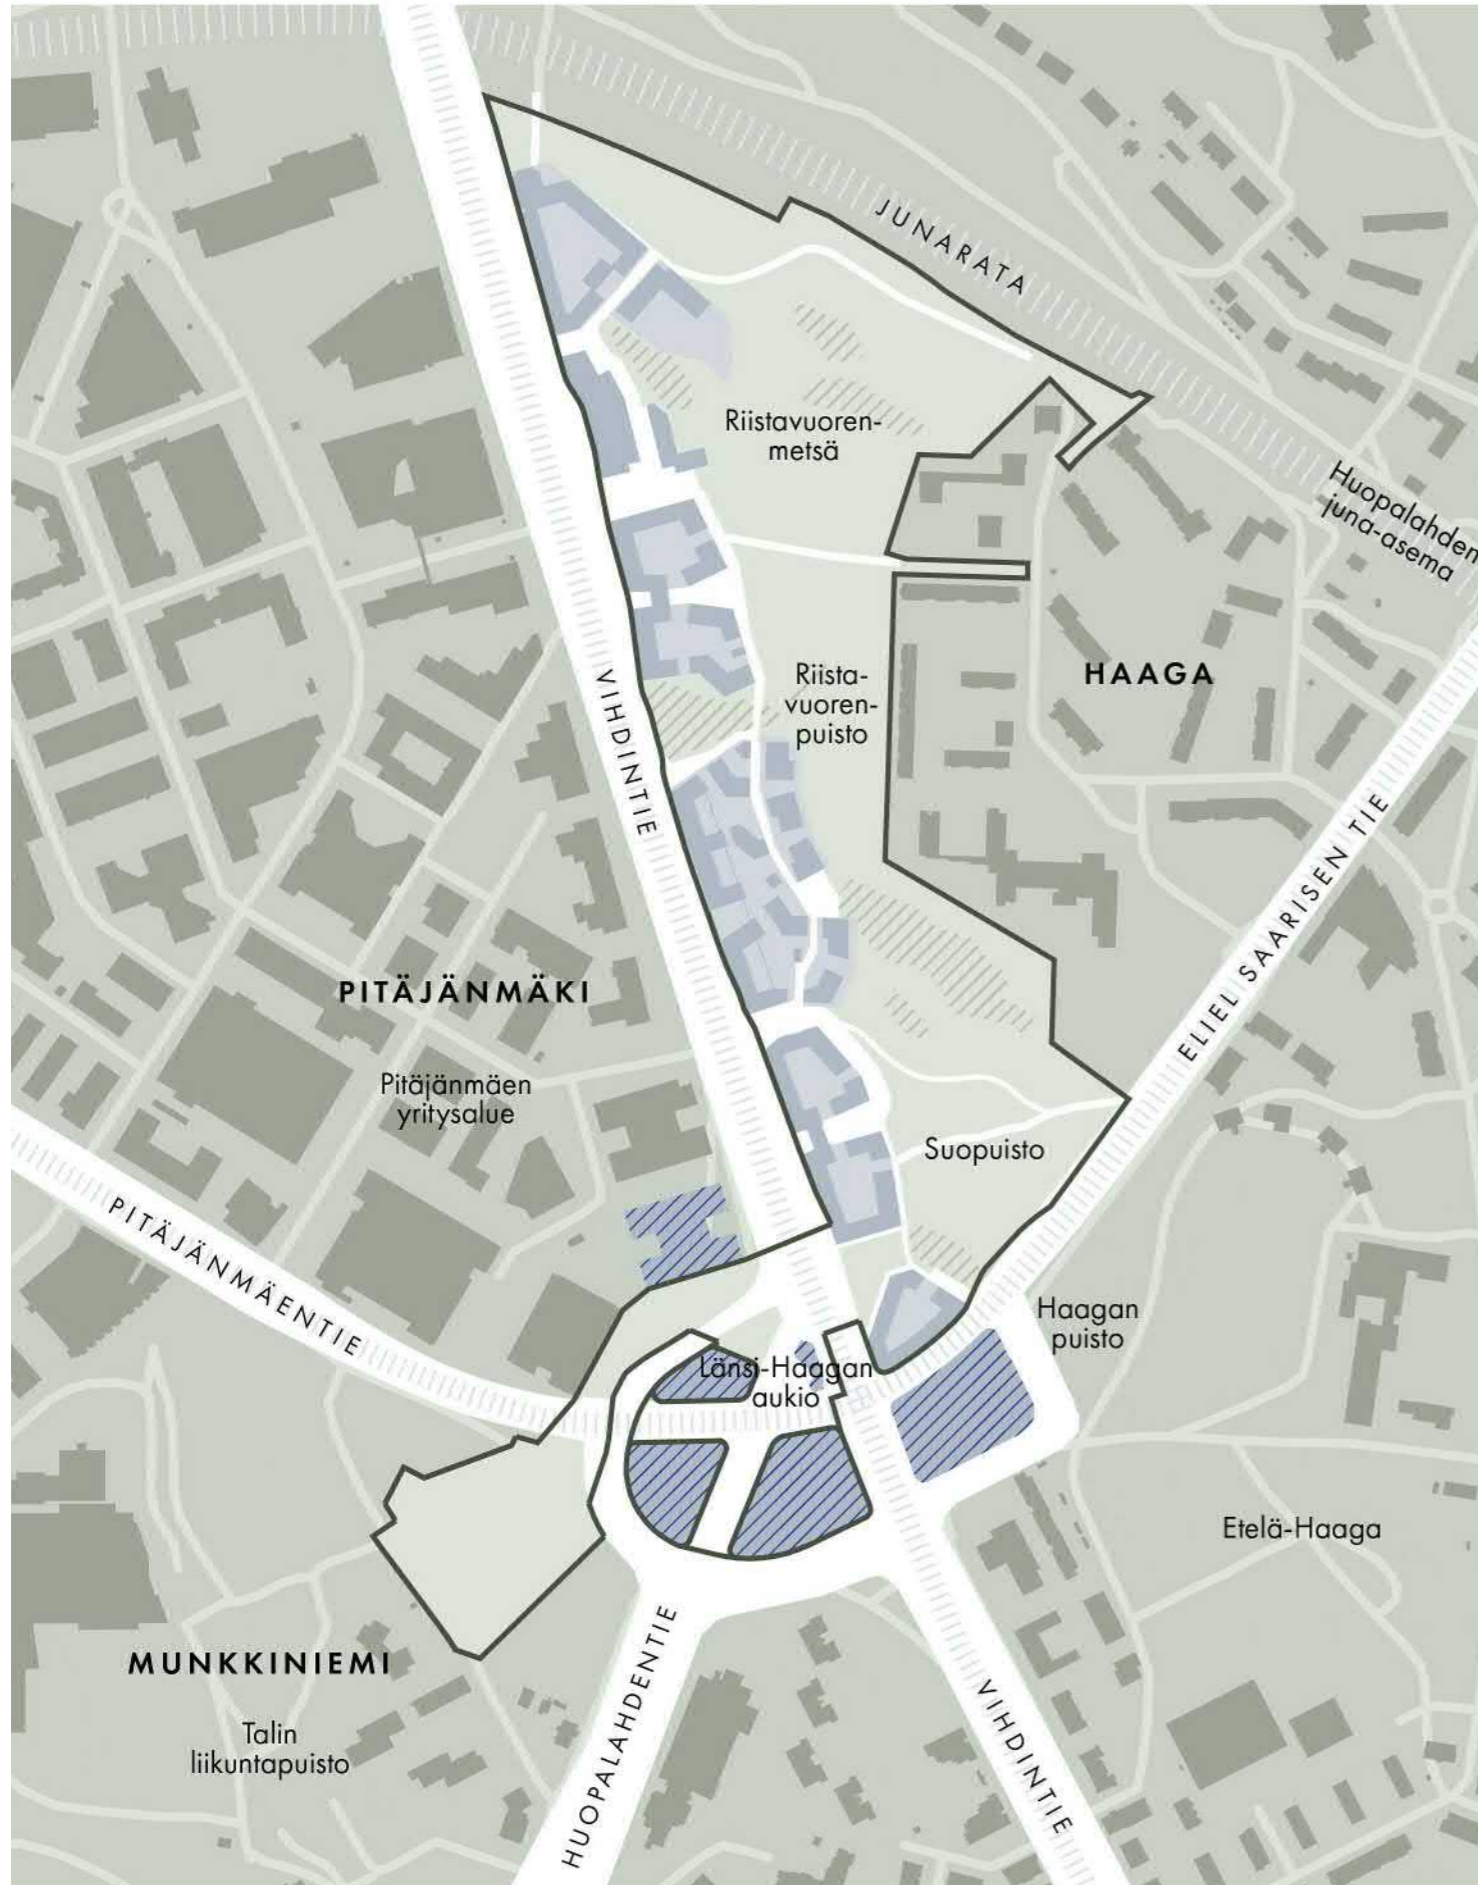 JUNARATA
Riistavuoren-
metsä
Huopalahden
juna-asema
Riista-
vuoren-
puisto
HAAGA
VIHDINTIE
ELIEL SAARISEN TIE
PITÄJÄNMÄKI
Pitäjänmäen
yritysalue
Suopuisto
PITÄJÄNMÄENTIE
Haagan
puisto
Länsi-Haagan
aukio
Etelä-Haaga
MUNKKINIEMI
Talin
liikuntapuisto
HUOPALAHDENTIE
VIHDINTIE